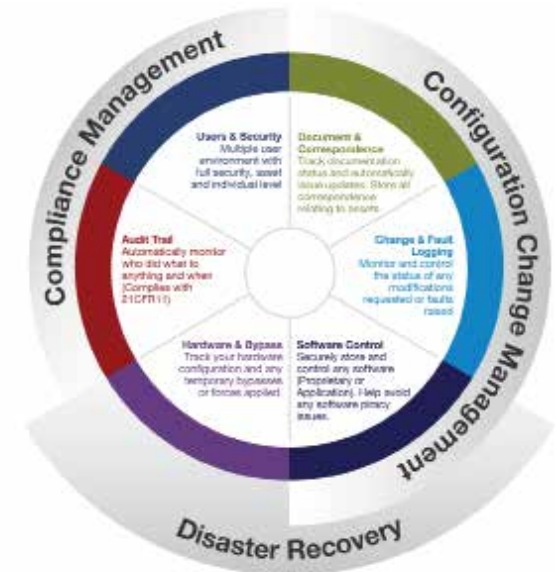 Compliance Management
Configuration Change Management
Users & Security
Multiple user
environment with
full security, asset
and individual level
Document &
Correspondence
Track documentation
status and automatically
issue updates. Store all
correspondence
relating to assets.
Audit Trail
Automatically monitor
who did what to
anything and when
(Complies with
21CFR11)
Change & Fault
Logging
Monitor and control
the status of any
modifications
requested or faults
raised
Hardware & Bypass
Track your hardware
configuration and any
temporary bypasses
or forces applied.
Software Control
Securely store and
control any software
(Proprietary or
Application). Help avoid
any software piracy
issues.
Disaster Recovery